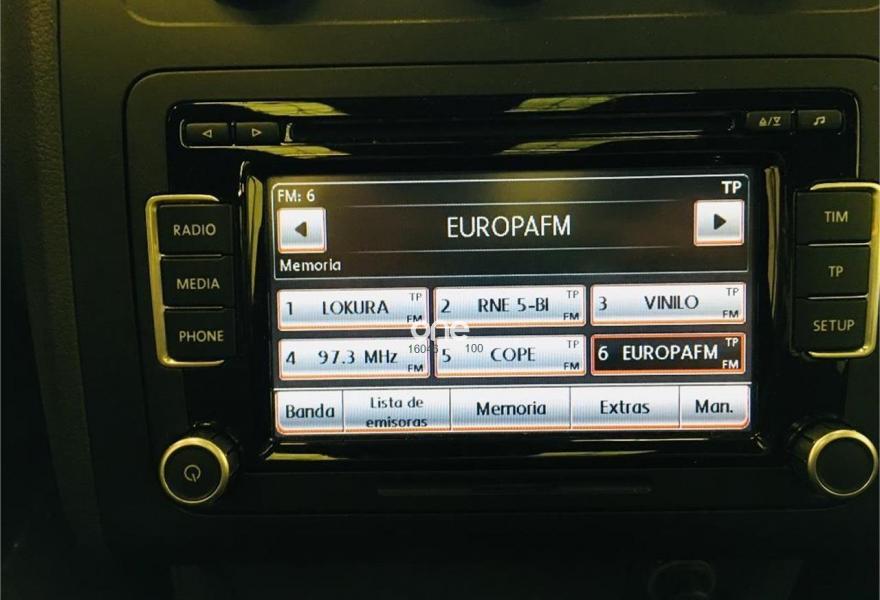 FM: 6
TP
EUROPAFM
Memoria
1 LOKURA TP FM
2 RNE 5-BI TP FM
3 VINILO TP FM
4 97.3 MHz FM
5 COPE TP FM
6 EUROPAFM TP FM
Banda
Lista de
emisoras
Memoria
Extras
Man.
RADIO
MEDIA
PHONE
TIM
TP
SETUP
one
100